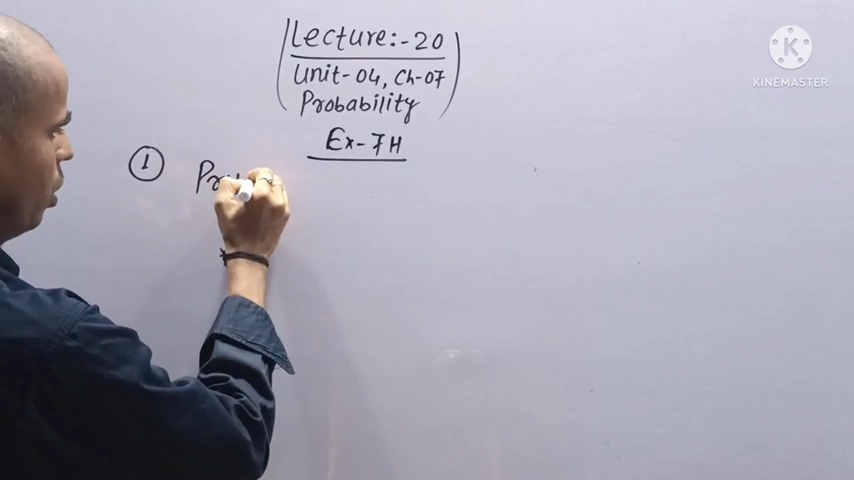 Lecture:-20
Unit-04, Ch-07
Probability
Ex-7H
1
KINEMASTER